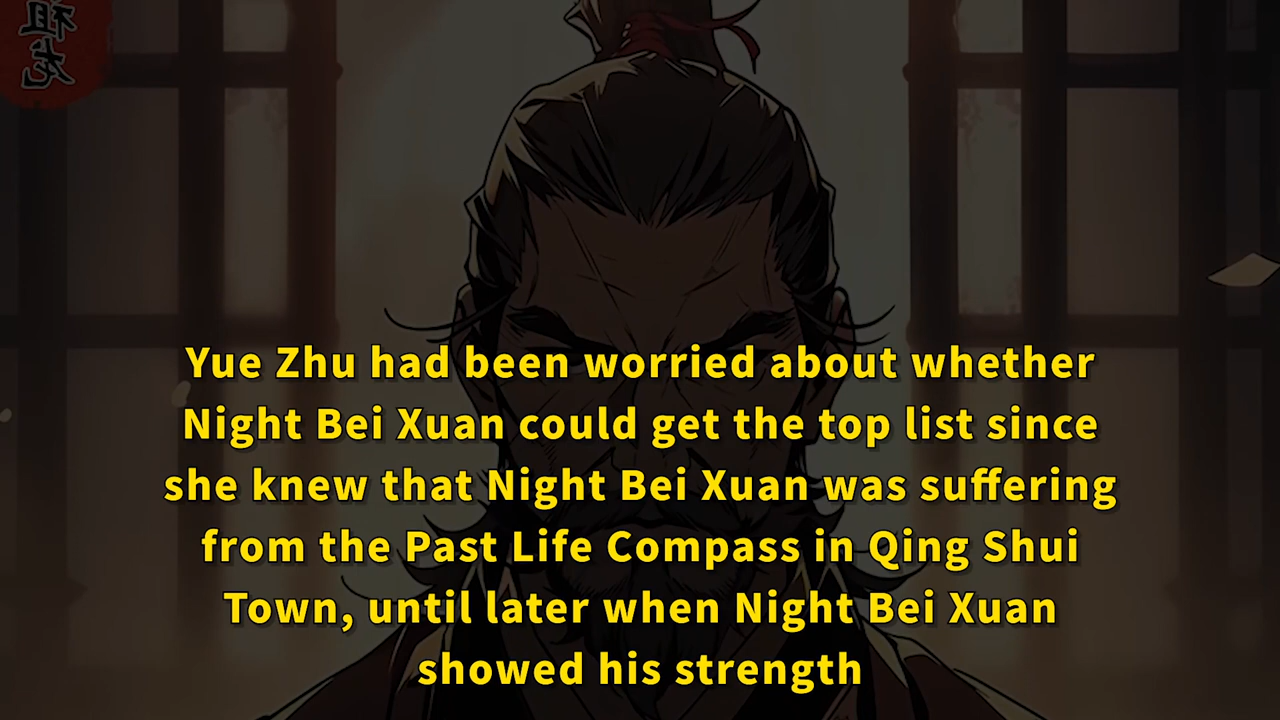 祖龙
Yue Zhu had been worried about whether
Night Bei Xuan could get the top list since
she knew that Night Bei Xuan was suffering
from the Past Life Compass in Qing Shui
Town, until later when Night Bei Xuan
showed his strength